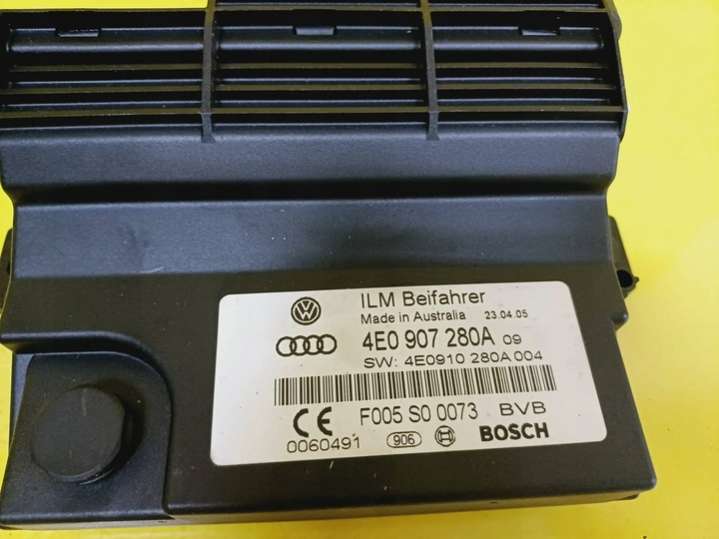 ILM Beifahrer
Made in Australia 23.04.05
4E0 907 280A 09
SW: 4E0910 280A 004
F005 S0 0073 BVB
CE
0060491 906 BOSCH